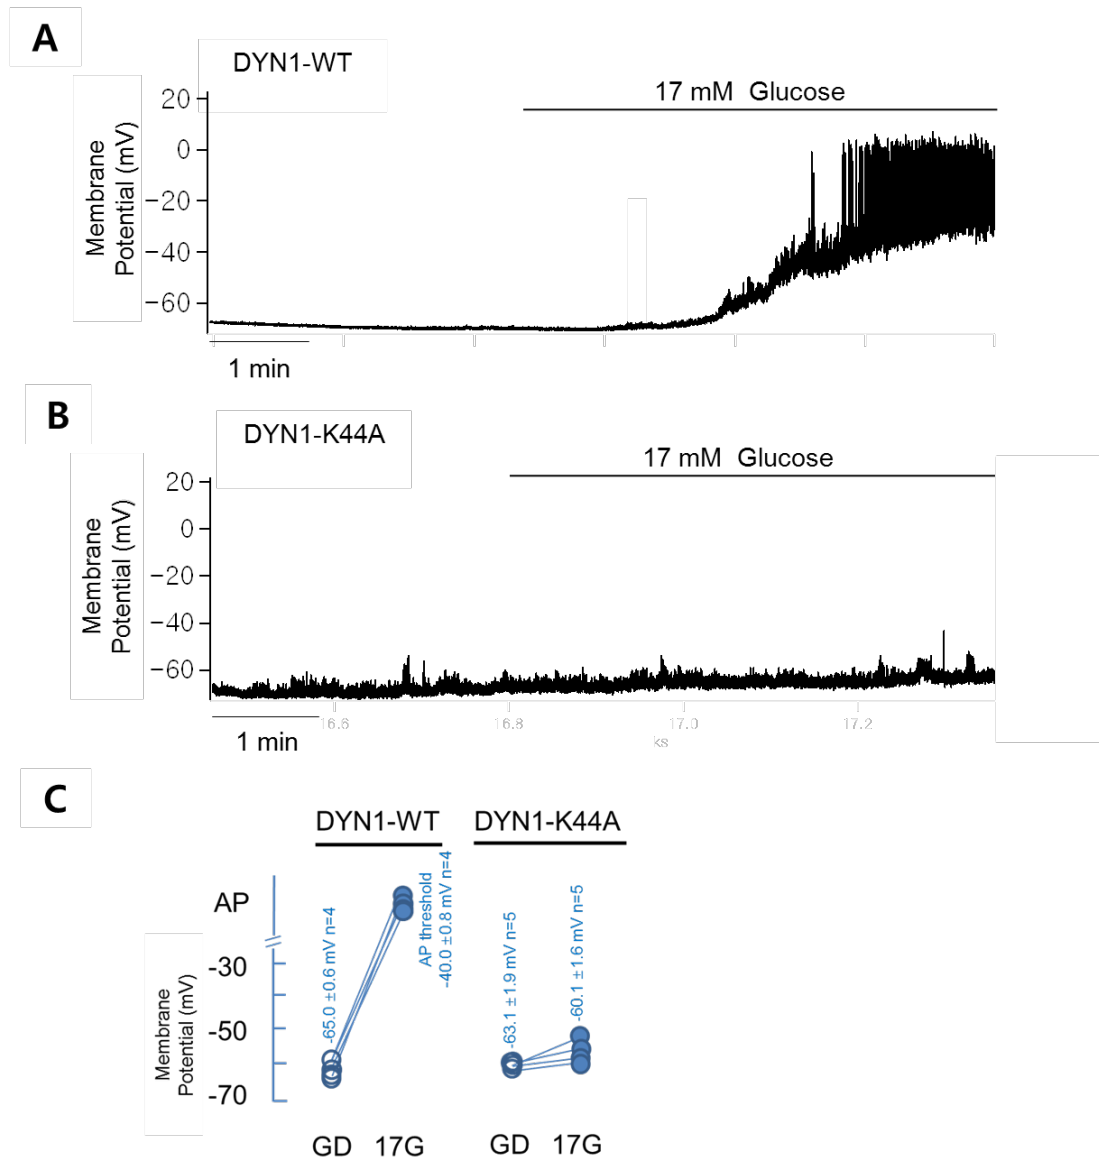 A
DYN1-WT
17 mM Glucose
Membrane
Potential (mV)
20
0
−20
−40
−60
1 min
B
DYN1-K44A
17 mM Glucose
Membrane
Potential (mV)
20
0
−20
−40
−60
16.6
16.8
17.0
17.2
ks
1 min
C
DYN1-WT
DYN1-K44A
AP
-30
-50
-70
Membrane
Potential (mV)
-65.0 ±0.6 mV n=4
AP threshold
-40.0 ±0.8 mV n=4
-63.1 ±1.9 mV n=5
-60.1 ±1.6 mV n=5
GD 17G
GD 17G